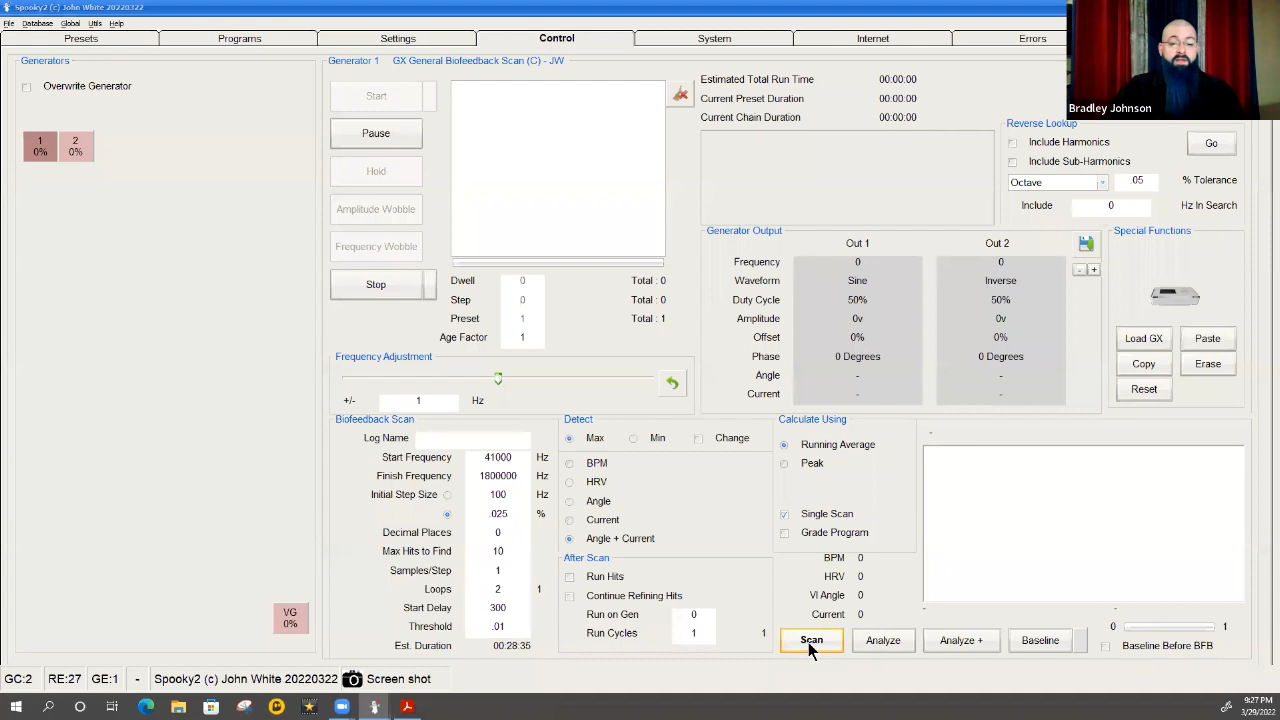 Spooky2 (c) John White 20220322
File Database Global Utils Help
Presets Programs Settings Control System Internet Errors
Generators
Overwrite Generator
1 2
0% 0%
VG
0%
Generator 1 GX General Biofeedback Scan (C) - JW
Start
Pause
Hold
Amplitude Wobble
Frequency Wobble
Stop
Dwell 0 Total : 0
Step 0 Total : 0
Preset 1 Total : 1
Age Factor 1
Estimated Total Run Time 00:00:00
Current Preset Duration 00:00:00
Current Chain Duration 00:00:00
Bradley Johnson
Reverse Lookup
Include Harmonics Go
Include Sub-Harmonics
Octave .05 % Tolerance
Include 0 Hz In Search
Generator Output Out 1 Out 2
Frequency 0 0
Waveform Sine Inverse
Duty Cycle 50% 50%
Amplitude 0v 0v
Offset 0% 0%
Phase 0 Degrees 0 Degrees
Angle - -
Current - -
- +
Special Functions
Load GX Paste
Copy Erase
Reset
Frequency Adjustment
+/- 1 Hz
Biofeedback Scan
Log Name
Start Frequency 41000 Hz
Finish Frequency 1800000 Hz
Initial Step Size 100 Hz
.025 %
Decimal Places 0
Max Hits to Find 10
Samples/Step 1
Loops 2 1
Start Delay 300
Threshold .01
Est. Duration 00:28:35
Detect
Max Min Change
BPM
HRV
Angle
Current
Angle + Current
After Scan
Run Hits
Continue Refining Hits
Run on Gen 0
Run Cycles 1 1
Calculate Using
Running Average
Peak
Single Scan
Grade Program
BPM 0
HRV 0
VI Angle 0
Current 0
Scan Analyze Analyze + Baseline
-
- -
0 1
Baseline Before BFB
GC:2 RE:27 GE:1 - Spooky2 (c) John White 20220322 Screen shot
9:27 PM
3/29/2022